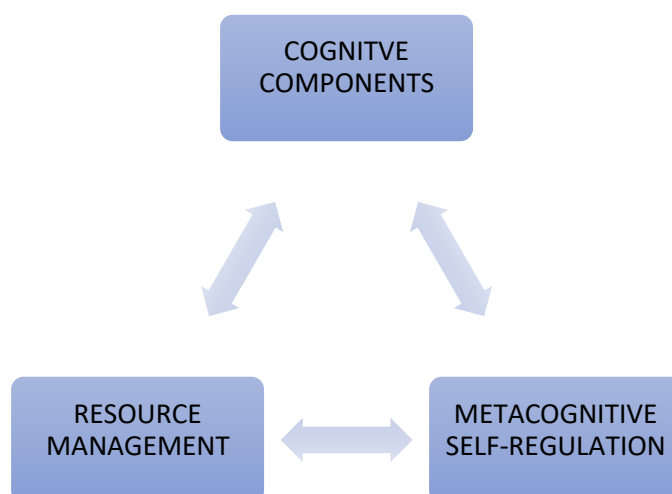 COGNITVE
COMPONENTS
RESOURCE
MANAGEMENT
METACOGNITIVE
SELF-REGULATION